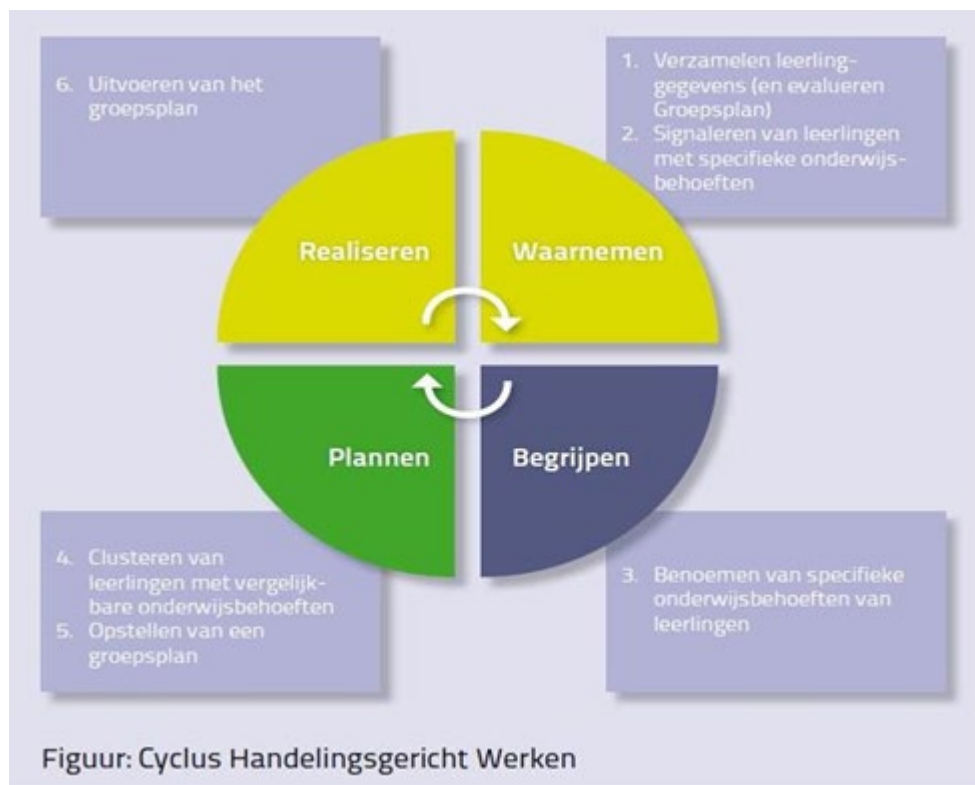 6. Uitvoeren van het
groepsplan
1. Verzamelen leerling-
gegevens (en evalueren
Groepsplan)
2. Signaleren van leerlingen
met specifieke onderwijs-
behoeften
Realiseren
Waarnemen
Plannen
Begrijpen
4. Clusteren van
leerlingen met vergelijk-
bare onderwijsbehoeften
5. Opstellen van een
groepsplan
3. Benoemen van specifieke
onderwijsbehoeften van
leerlingen
Figuur: Cyclus Handelingsgericht Werken